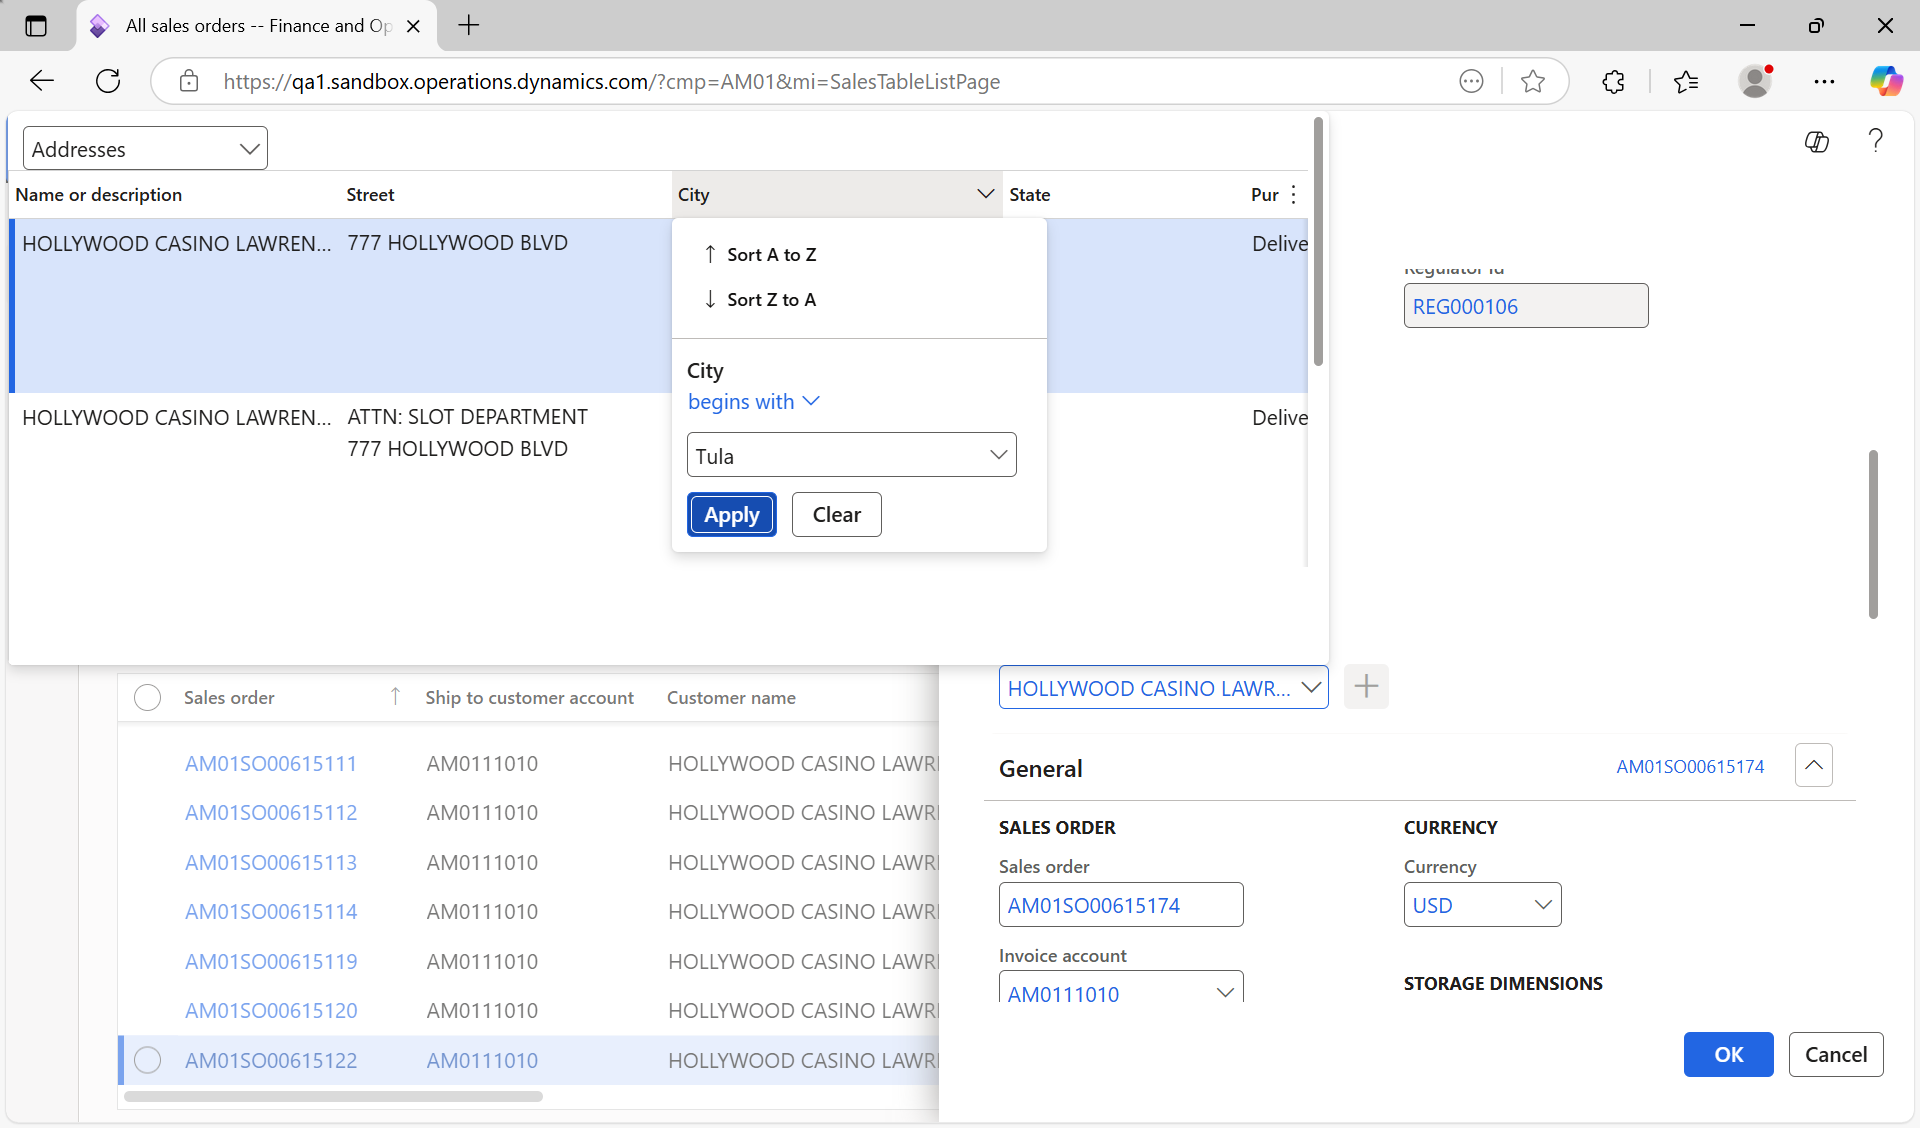 All sales orders -- Finance and Op
https://qa1.sandbox.operations.dynamics.com/?cmp=AM01&mi=SalesTableListPage
Addresses
Name or description Street City State Pur
HOLLYWOOD CASINO LAWREN... 777 HOLLYWOOD BLVD Delive
HOLLYWOOD CASINO LAWREN... ATTN: SLOT DEPARTMENT Delive
777 HOLLYWOOD BLVD
Sort A to Z
Sort Z to A
City
begins with
Tula
Apply Clear
Regulator Id
REG000106
HOLLYWOOD CASINO LAWR...
Sales order Ship to customer account Customer name
AM01SO00615111 AM0111010 HOLLYWOOD CASINO LAWR
AM01SO00615112 AM0111010 HOLLYWOOD CASINO LAWR
AM01SO00615113 AM0111010 HOLLYWOOD CASINO LAWR
AM01SO00615114 AM0111010 HOLLYWOOD CASINO LAWR
AM01SO00615119 AM0111010 HOLLYWOOD CASINO LAWR
AM01SO00615120 AM0111010 HOLLYWOOD CASINO LAWR
AM01SO00615122 AM0111010 HOLLYWOOD CASINO LAWR
General AM01SO00615174
SALES ORDER
Sales order
AM01SO00615174
Invoice account
AM0111010
CURRENCY
Currency
USD
STORAGE DIMENSIONS
OK Cancel